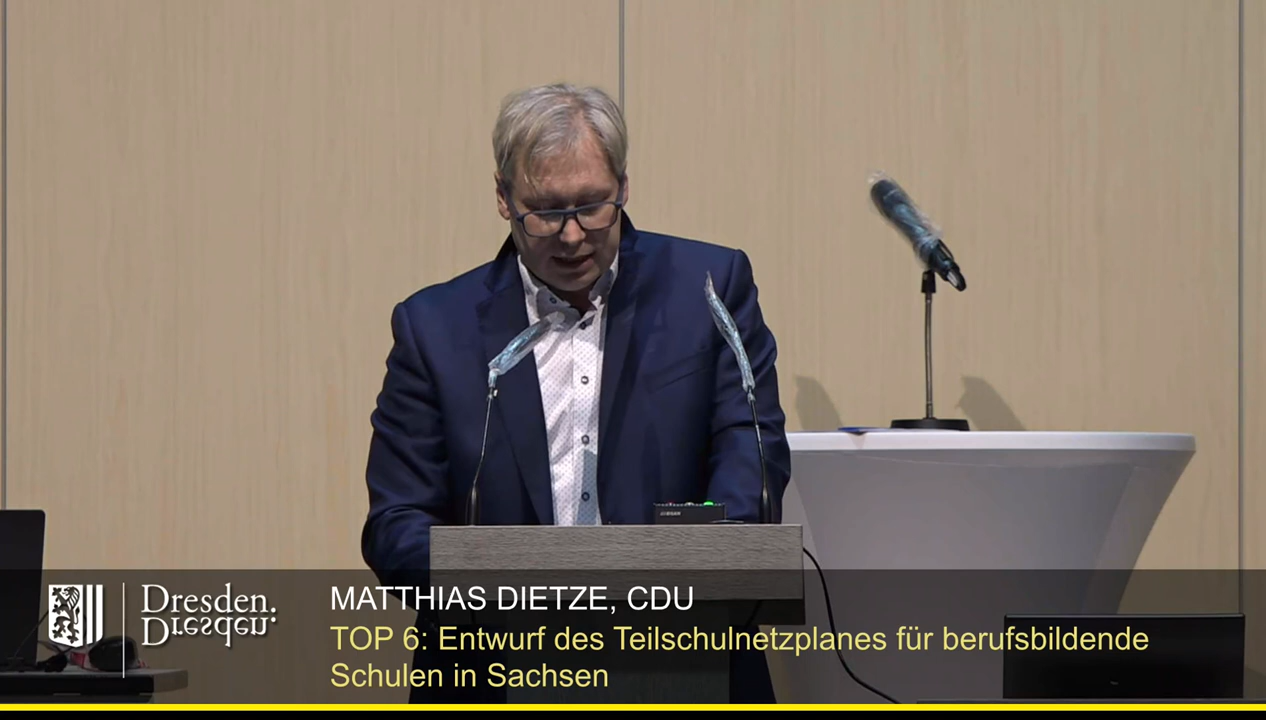 Dresden.
Dresden.
MATTHIAS DIETZE, CDU
TOP 6: Entwurf des Teilschulnetzplanes für berufsbildende
Schulen in Sachsen